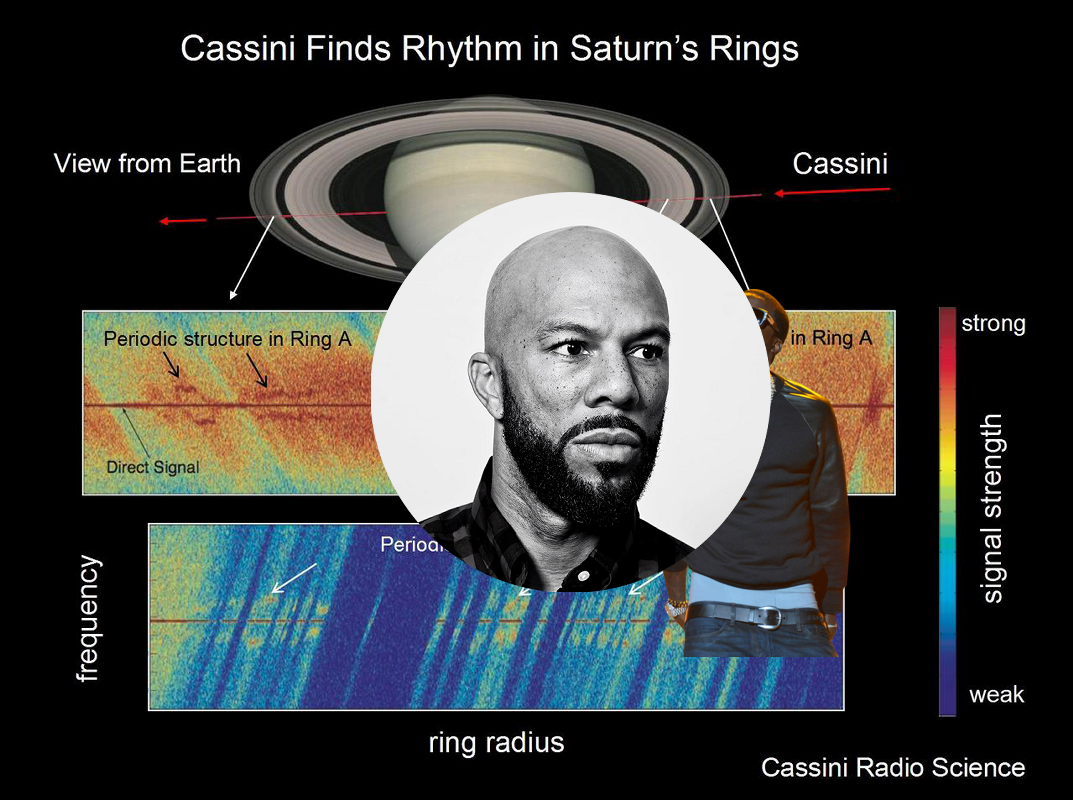 Cassini Finds Rhythm in Saturn's Rings
View from Earth
Cassini
Periodic structure in Ring A
in Ring A
Direct Signal
strong
signal strength
weak
frequency
ring radius
Cassini Radio Science